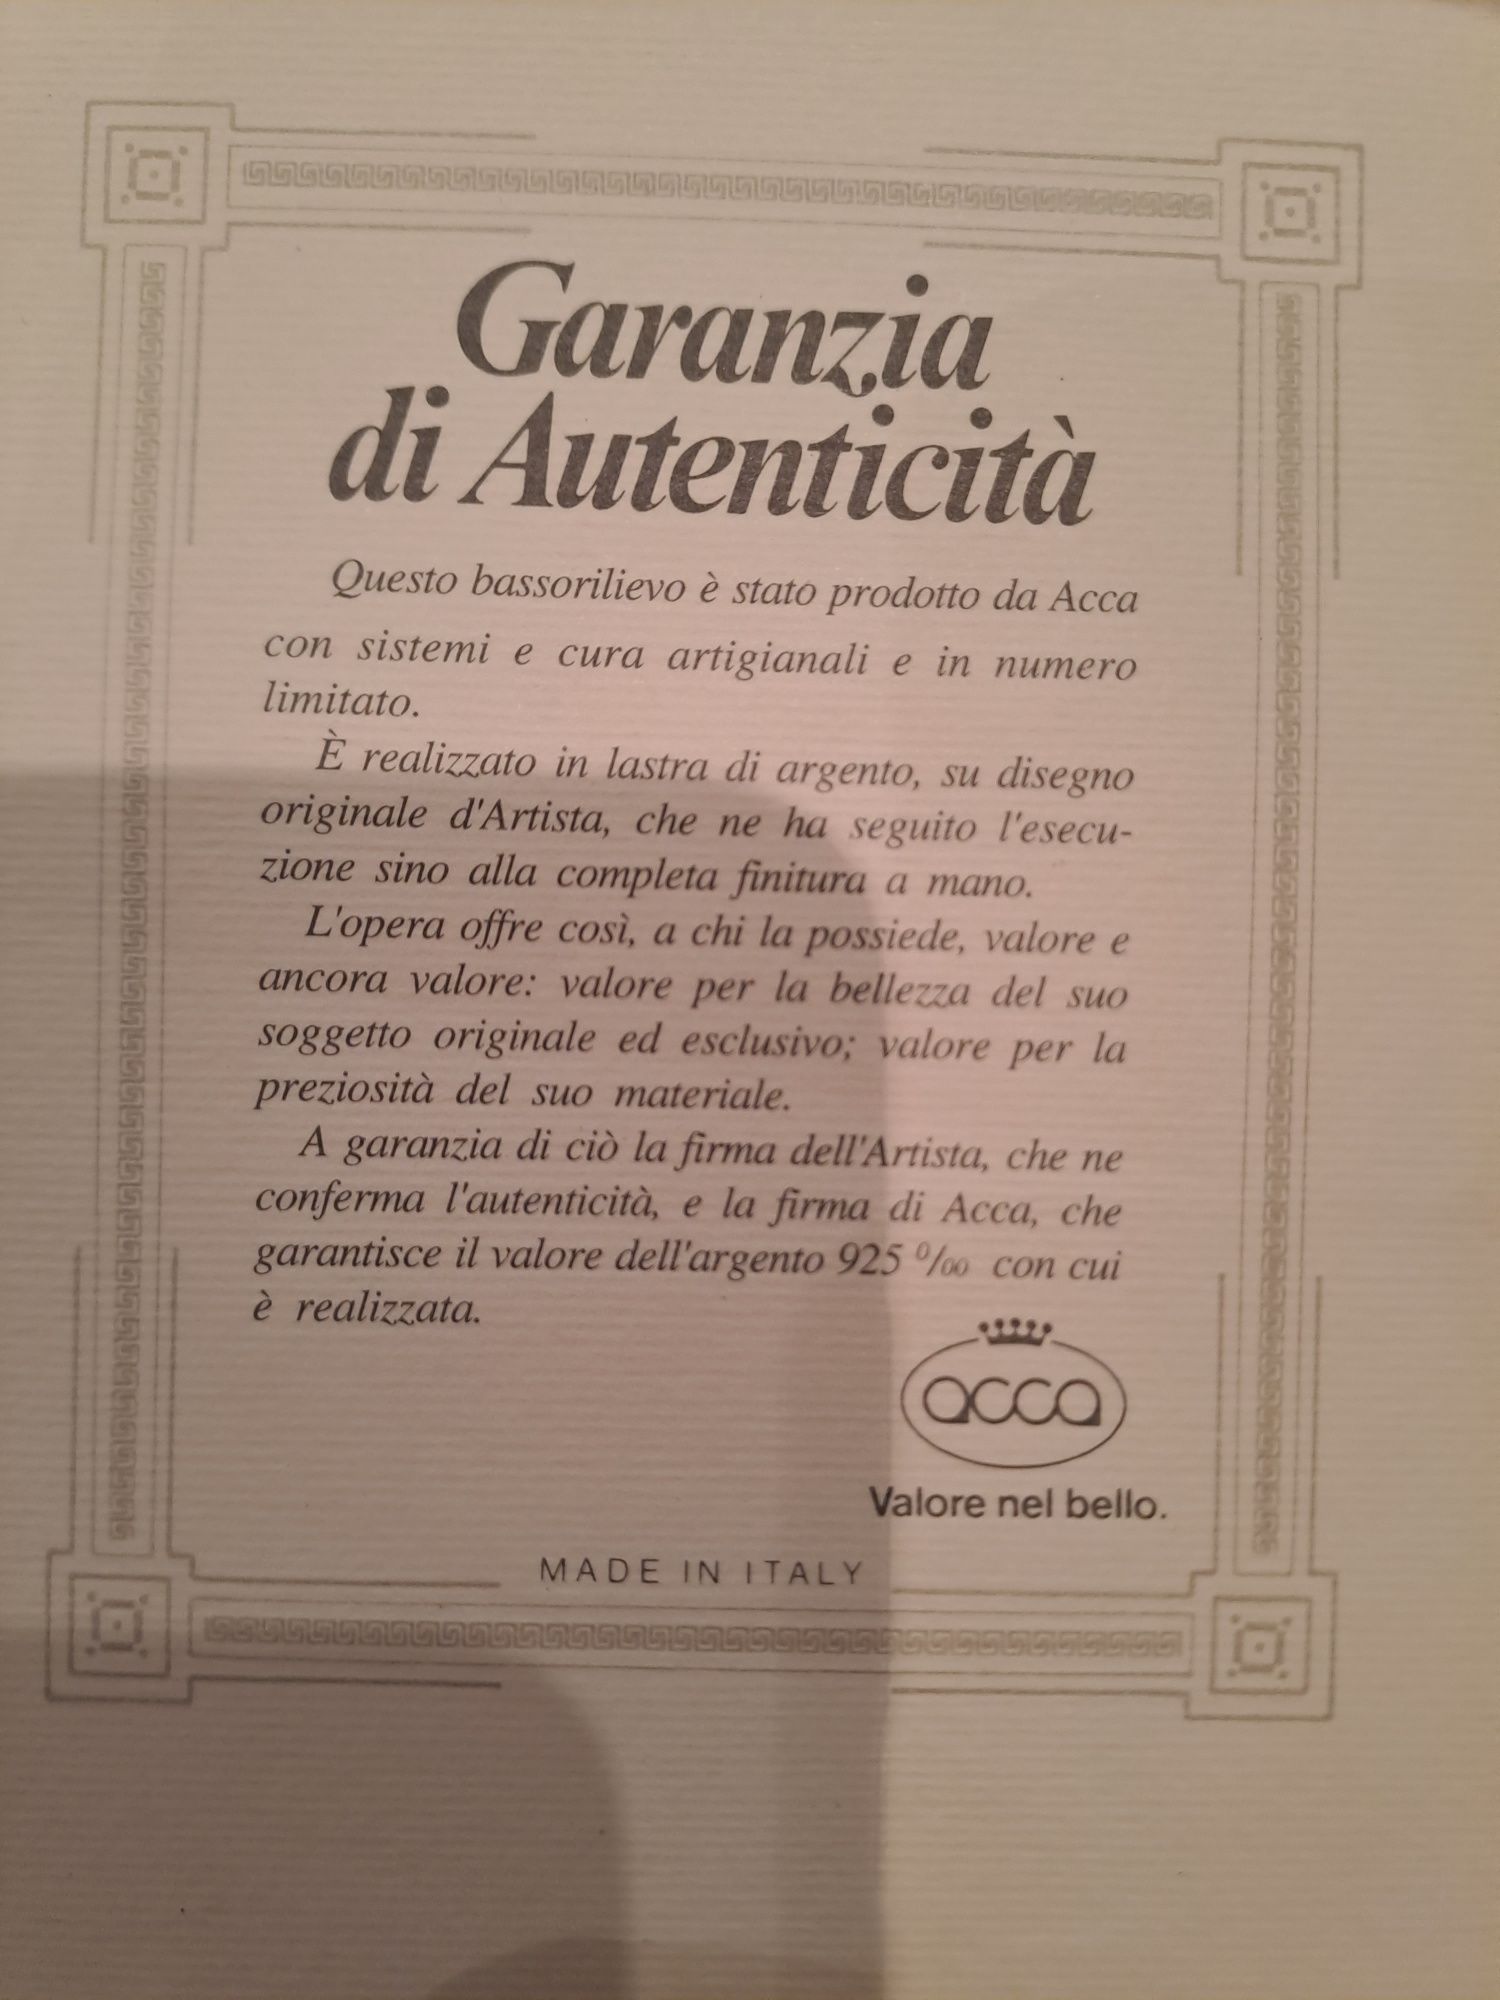 Garanzia
di Autenticità
Questo bassorilievo è stato prodotto da Acca
con sistemi e cura artigianali e in numero
limitato.
È realizzato in lastra di argento, su disegno
originale d'Artista, che ne ha seguito l'esecu-
zione sino alla completa finitura a mano.
L'opera offre così, a chi la possiede, valore e
ancora valore: valore per la bellezza del suo
soggetto originale ed esclusivo; valore per la
preziosità del suo materiale.
A garanzia di ciò la firma dell'Artista, che ne
conferma l'autenticità, e la firma di Acca, che
garantisce il valore dell'argento 925 ‰ con cui
è realizzata.
acca
Valore nel bello.
MADE IN ITALY